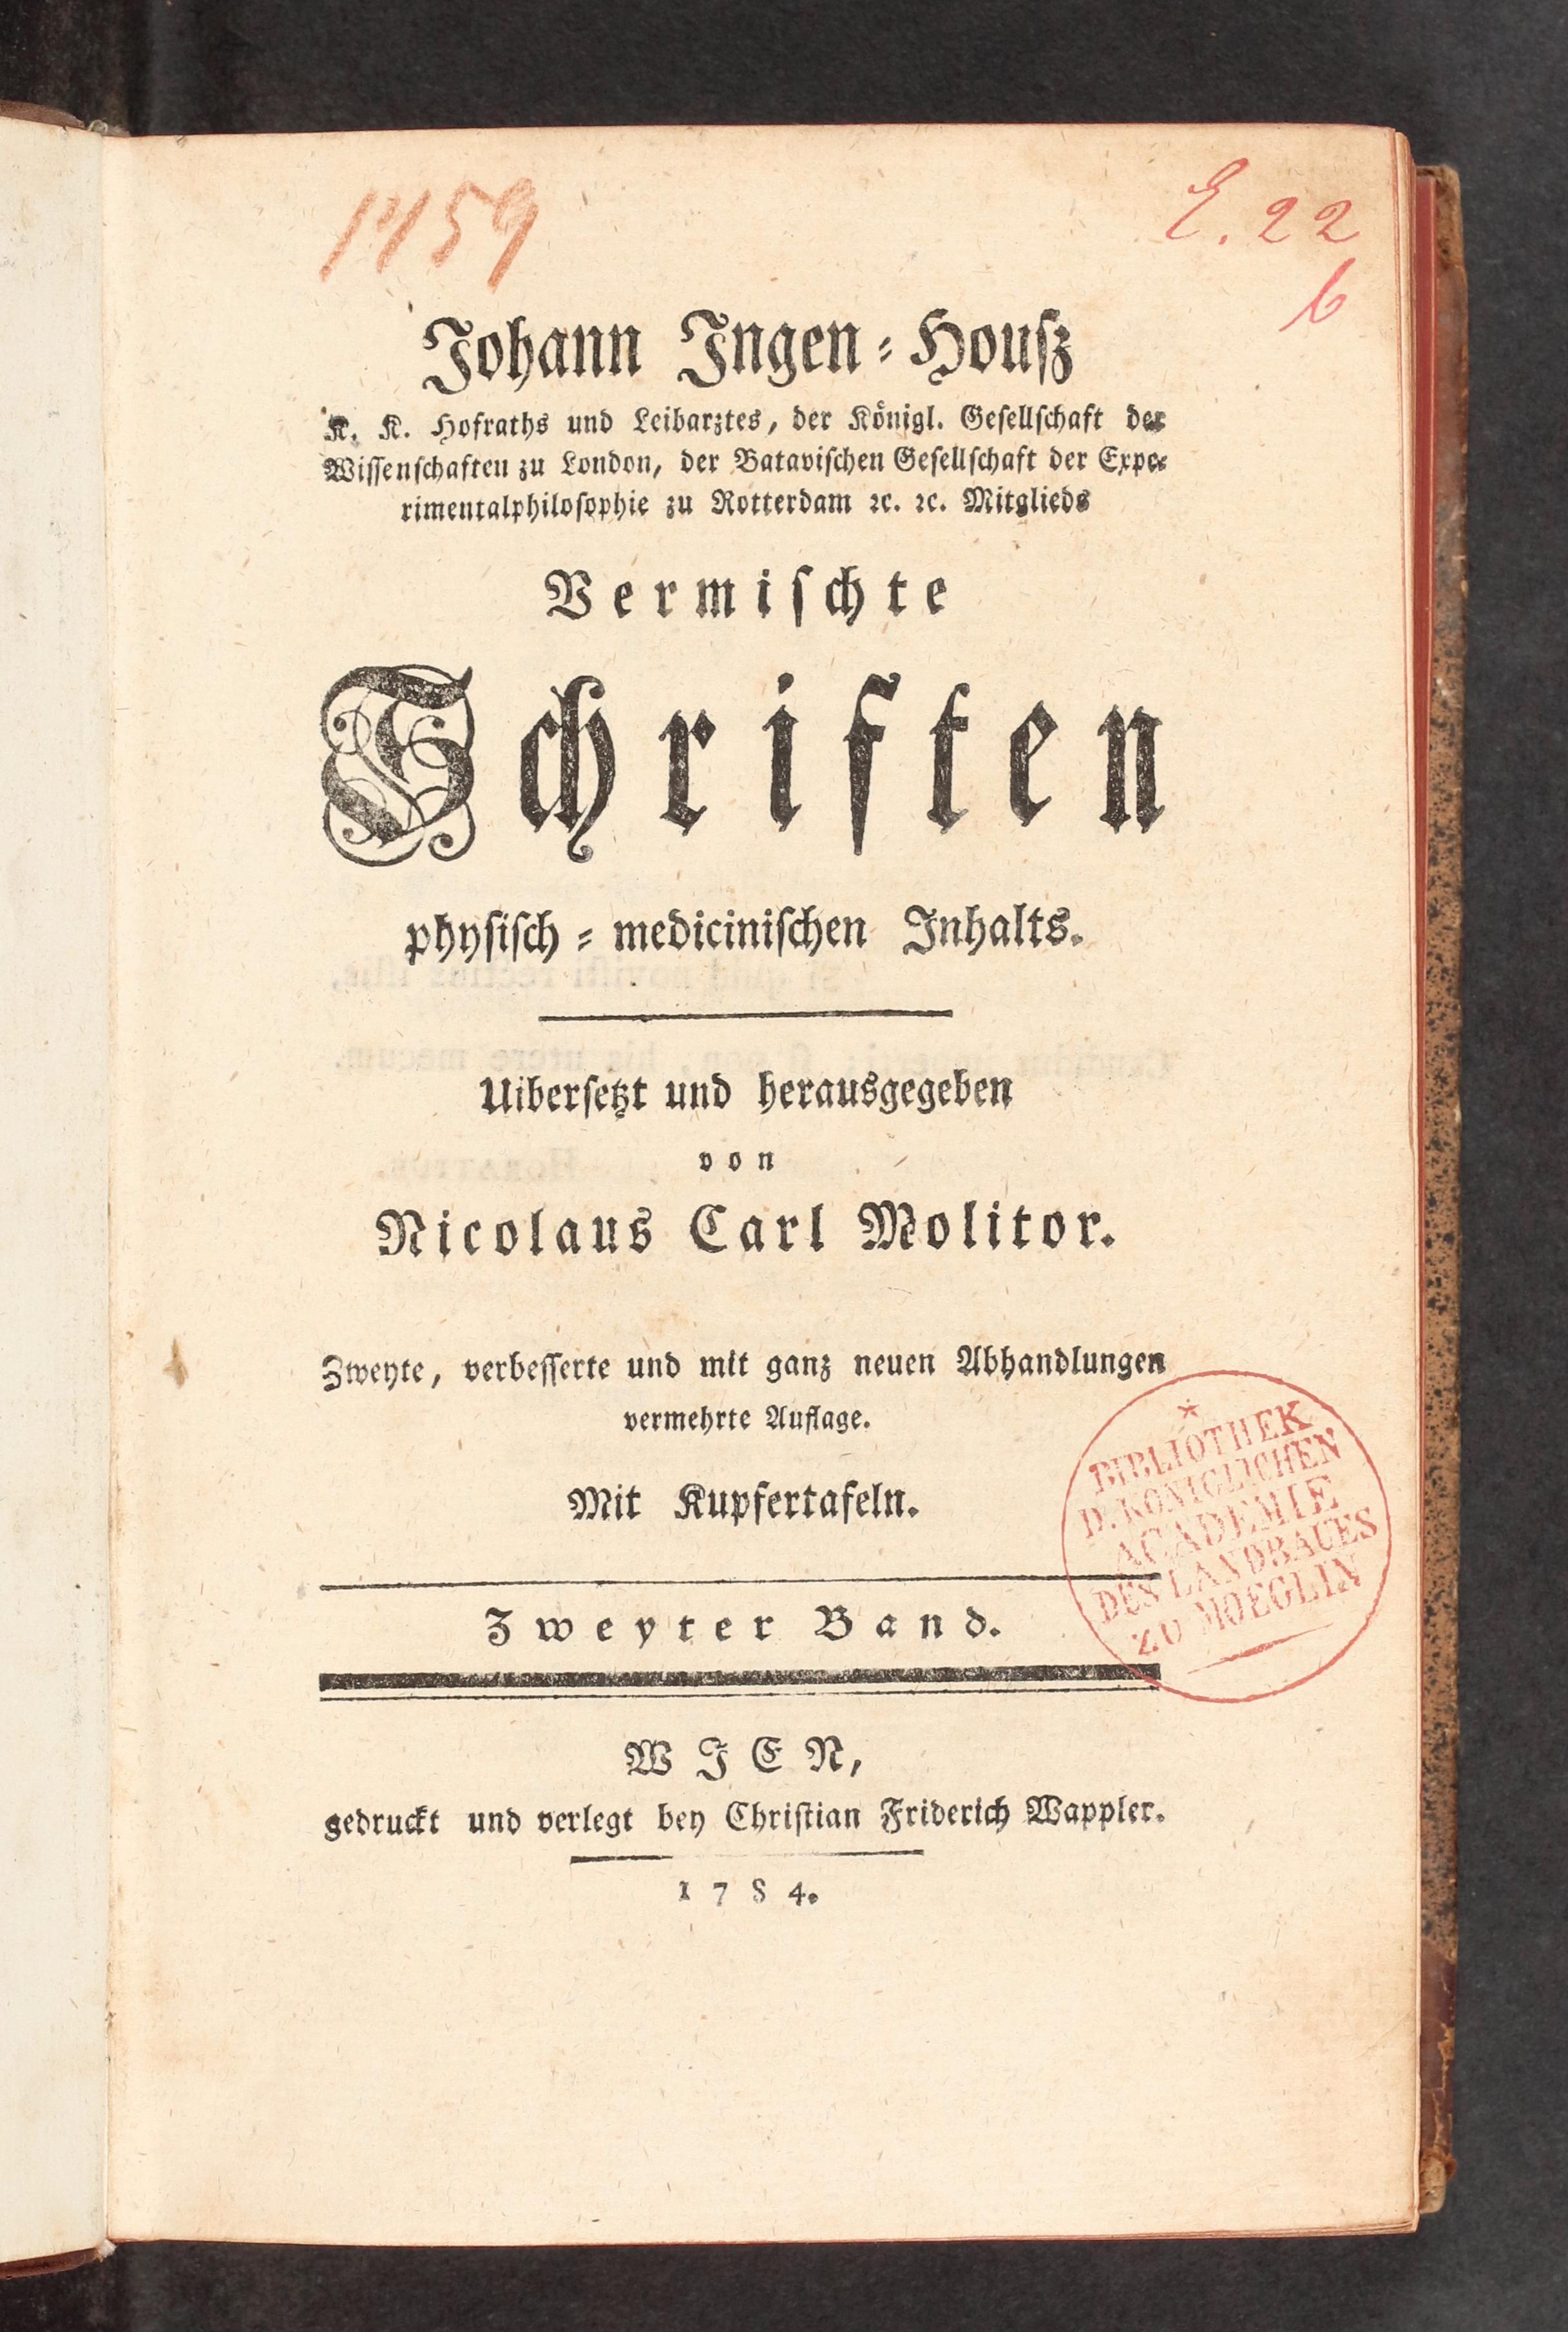 1459
E. 22
b
Johann Ingen-Houſz
K. K. Hofraths und Leibarztes, der Königl. Geſellſchaft der
Wiſſenſchaften zu London, der Bataviſchen Geſellſchaft der Expe-
rimentalphiloſophie zu Rotterdam ꝛc. ꝛc. Mitglieds
Vermiſchte
Schriften
phyſiſch-mediciniſchen Inhalts.
Uiberſetzt und herausgegeben
von
Nicolaus Carl Molitor.
Zweyte, verbeſſerte und mit ganz neuen Abhandlungen
vermehrte Auflage.
Mit Kupfertafeln.
BIBLIOTHEK
D. KÖNIGLICHEN
ACADEMIE
DES LANDBAUES
ZU MOEGLIN
Zweyter Band.
WIEN,
gedruckt und verlegt bey Chriſtian Friderich Wappler.
1784.